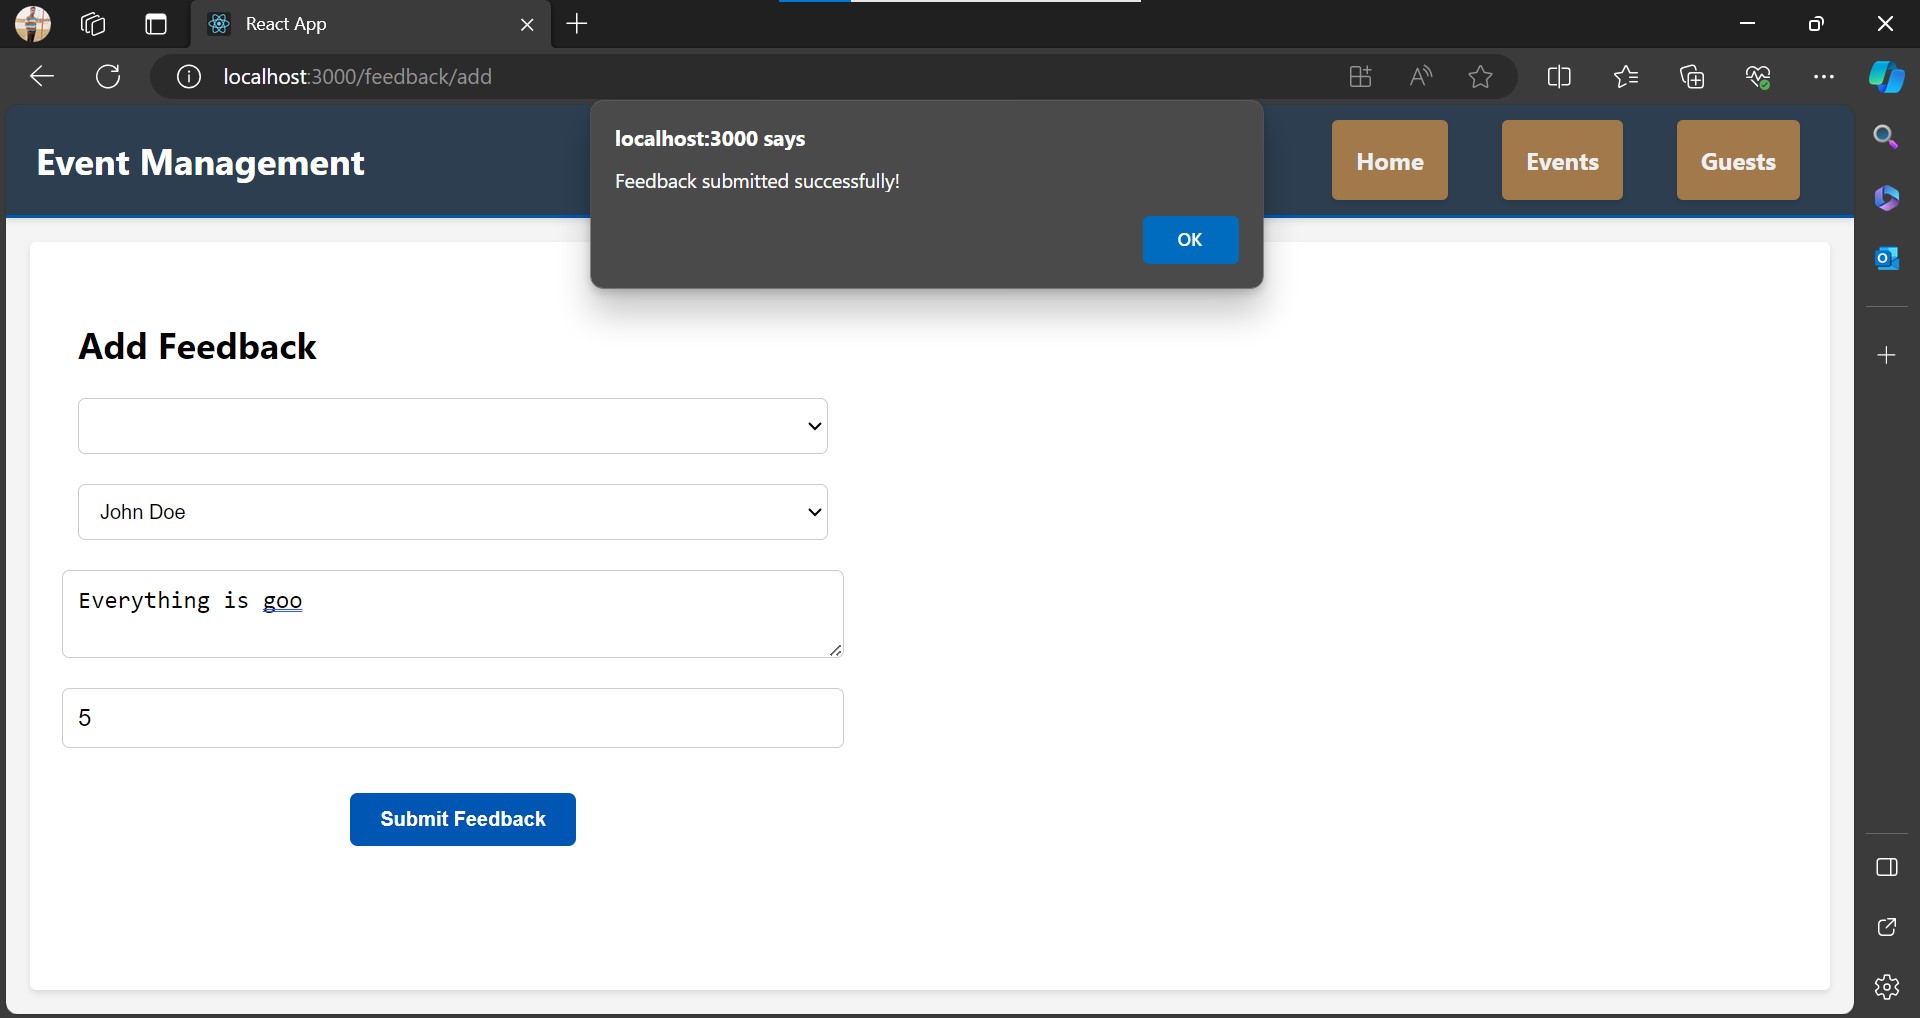 React App
localhost:3000/feedback/add
localhost:3000 says
Feedback submitted successfully!
OK
Event Management
Home
Events
Guests
Add Feedback
John Doe
Everything is goo
5
Submit Feedback